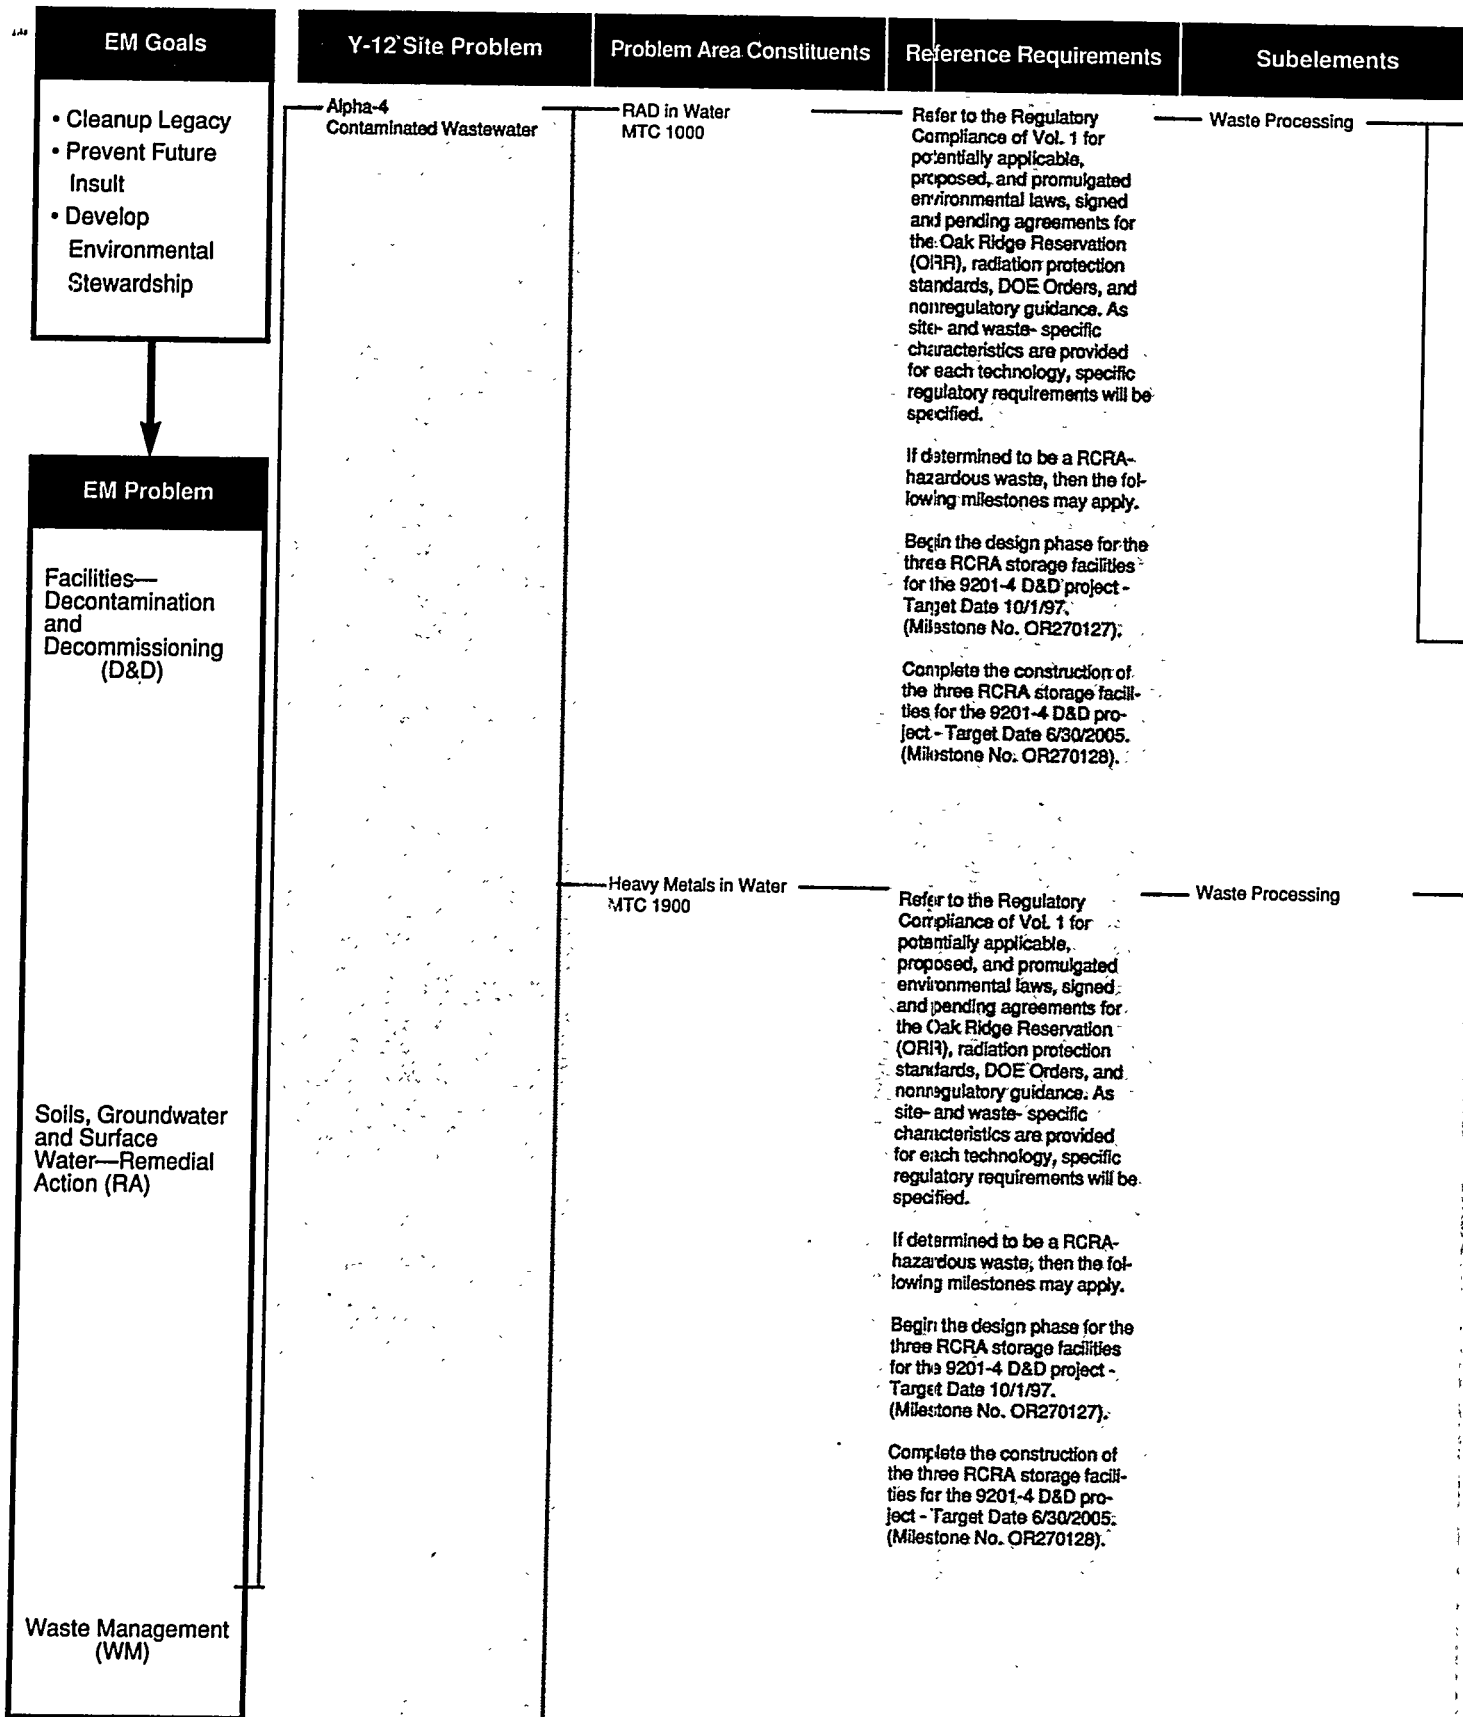 EM Goals
• Cleanup Legacy
• Prevent Future
Insult
• Develop
Environmental
Stewardship
EM Problem
Facilities—
Decontamination
and
Decommissioning
(D&D)
Soils, Groundwater
and Surface
Water—Remedial
Action (RA)
Waste Management
(WM)
Y-12 Site Problem
Alpha-4
Contaminated Wastewater
Problem Area Constituents
RAD in Water
MTC 1000
Heavy Metals in Water
MTC 1900
Reference Requirements
Refer to the Regulatory
Compliance of Vol. 1 for
potentially applicable,
proposed, and promulgated
environmental laws, signed
and pending agreements for
the Oak Ridge Reservation
(ORR), radiation protection
standards, DOE Orders, and
nonregulatory guidance. As
site- and waste- specific
characteristics are provided
for each technology, specific
regulatory requirements will be
specified.
If determined to be a RCRA-
hazardous waste, then the fol-
lowing milestones may apply.
Begin the design phase for the
three RCRA storage facilities
for the 9201-4 D&D project -
Target Date 10/1/97.
(Milestone No. OR270127).
Complete the construction of
the three RCRA storage facili-
ties for the 9201-4 D&D pro-
ject - Target Date 6/30/2005.
(Milestone No. OR270128).
Refer to the Regulatory
Compliance of Vol. 1 for
potentially applicable,
proposed, and promulgated
environmental laws, signed
and pending agreements for
the Oak Ridge Reservation
(ORR), radiation protection
standards, DOE Orders, and
nonregulatory guidance. As
site- and waste- specific
characteristics are provided
for each technology, specific
regulatory requirements will be
specified.
If determined to be a RCRA-
hazardous waste, then the fol-
lowing milestones may apply.
Begin the design phase for the
three RCRA storage facilities
for the 9201-4 D&D project -
Target Date 10/1/97.
(Milestone No. OR270127).
Complete the construction of
the three RCRA storage facili-
ties for the 9201-4 D&D pro-
ject - Target Date 6/30/2005.
(Milestone No. OR270128).
Subelements
Waste Processing
Waste Processing